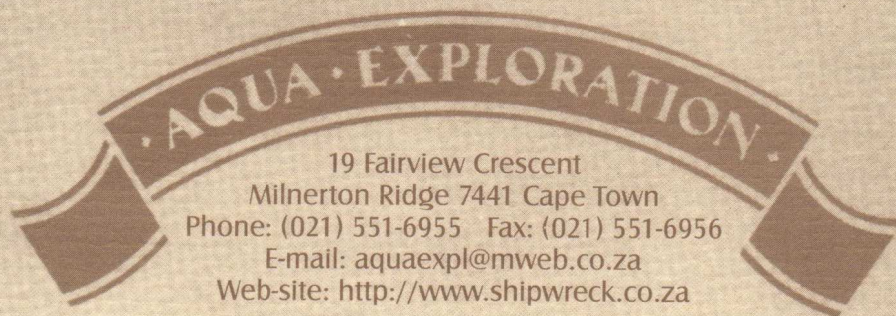 · AQUA · EXPLORATION ·
19 Fairview Crescent
Milnerton Ridge 7441 Cape Town
Phone: (021) 551-6955 Fax: (021) 551-6956
E-mail: aquaexpl@mweb.co.za
Web-site: http://www.shipwreck.co.za